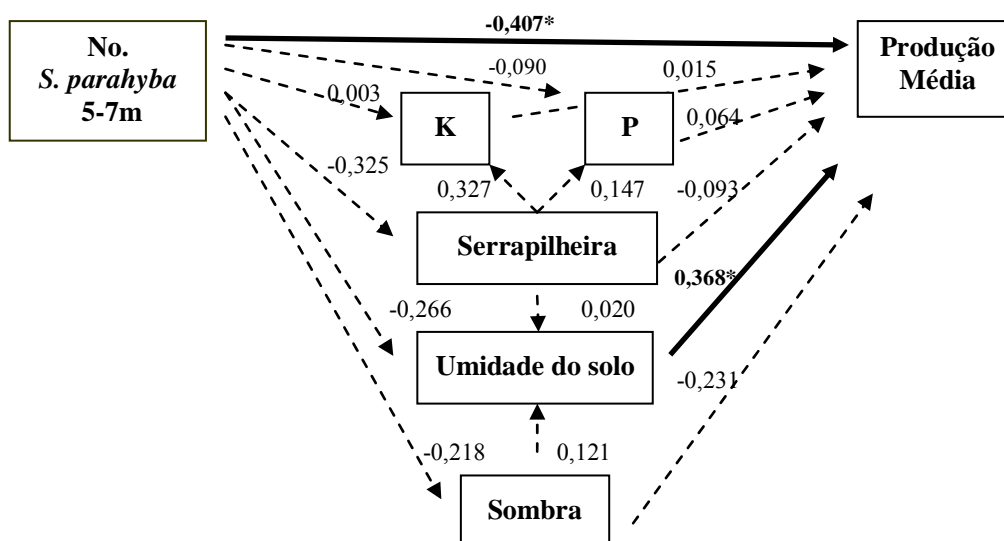 No.
S. parahyba
5-7m
-0,407*
Produção
Média
-0,090
0,015
0,003
K
P
0,064
-0,325
0,327
0,147
-0,093
Serrapilheira
0,368*
-0,266
0,020
Umidade do solo
-0,231
-0,218
0,121
Sombra